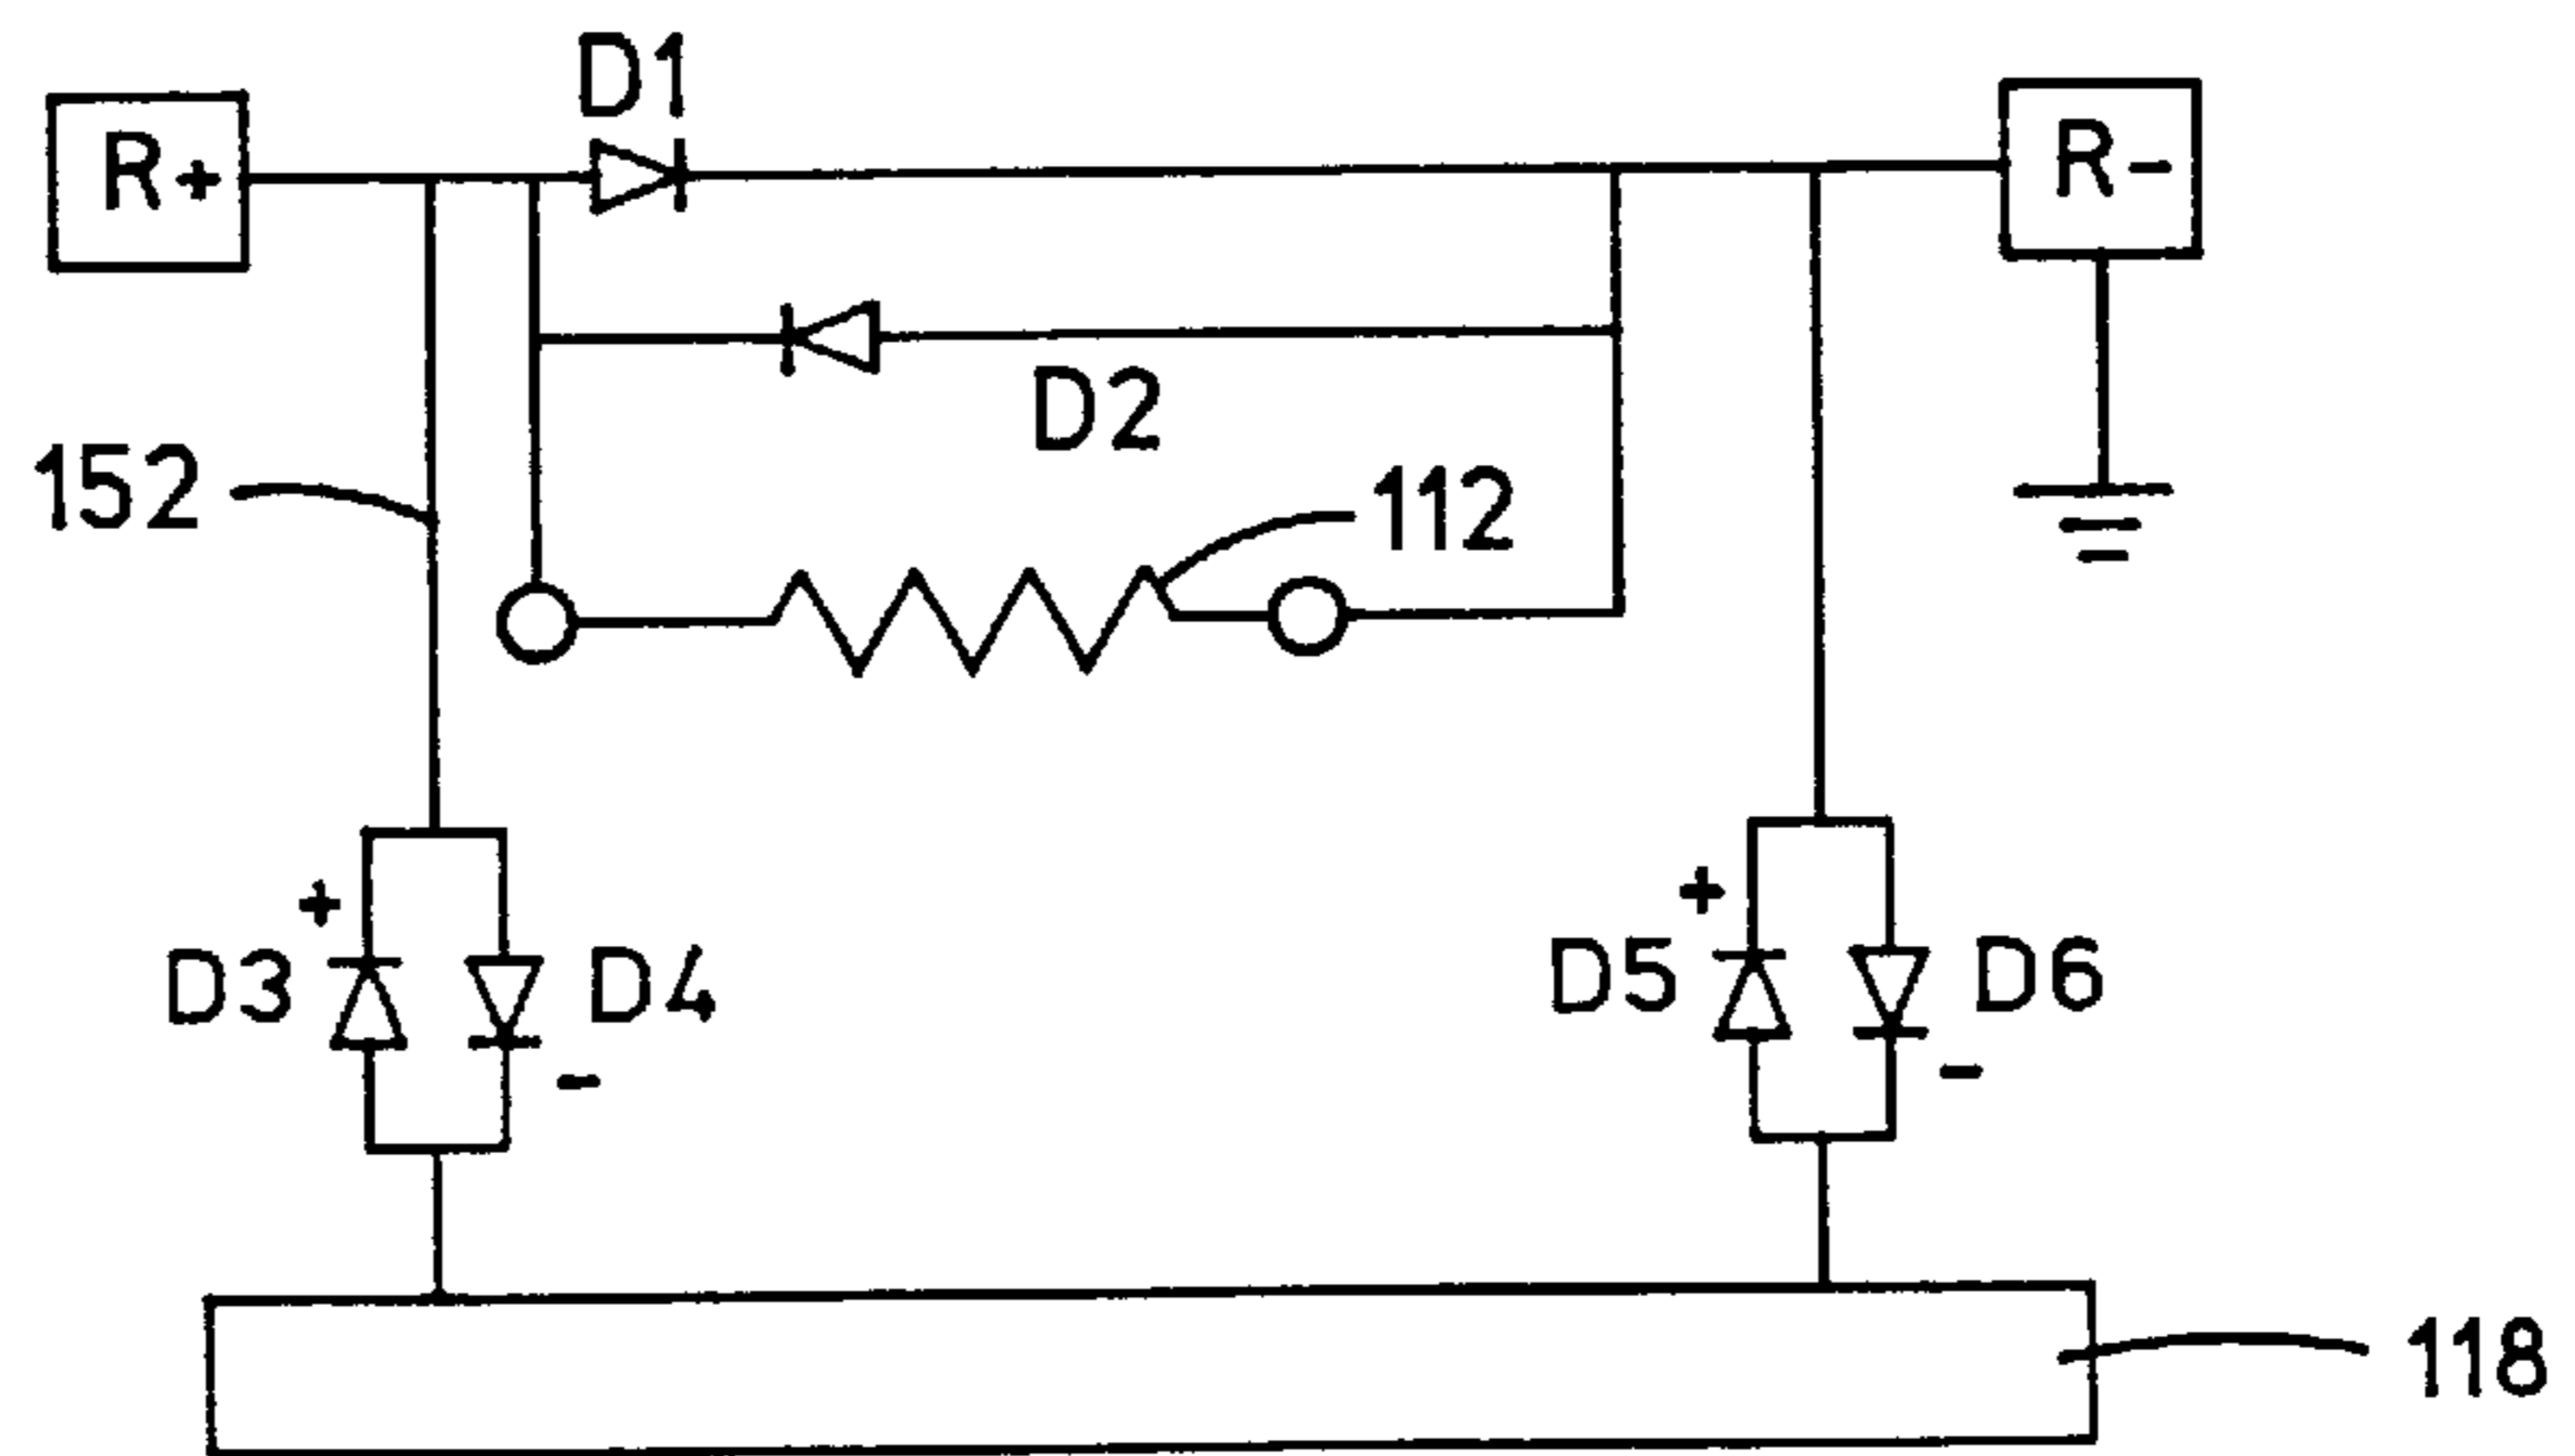 D1
R+
R-
D2
152
112
+
+
D3
D4
D5
D6
-
-
118